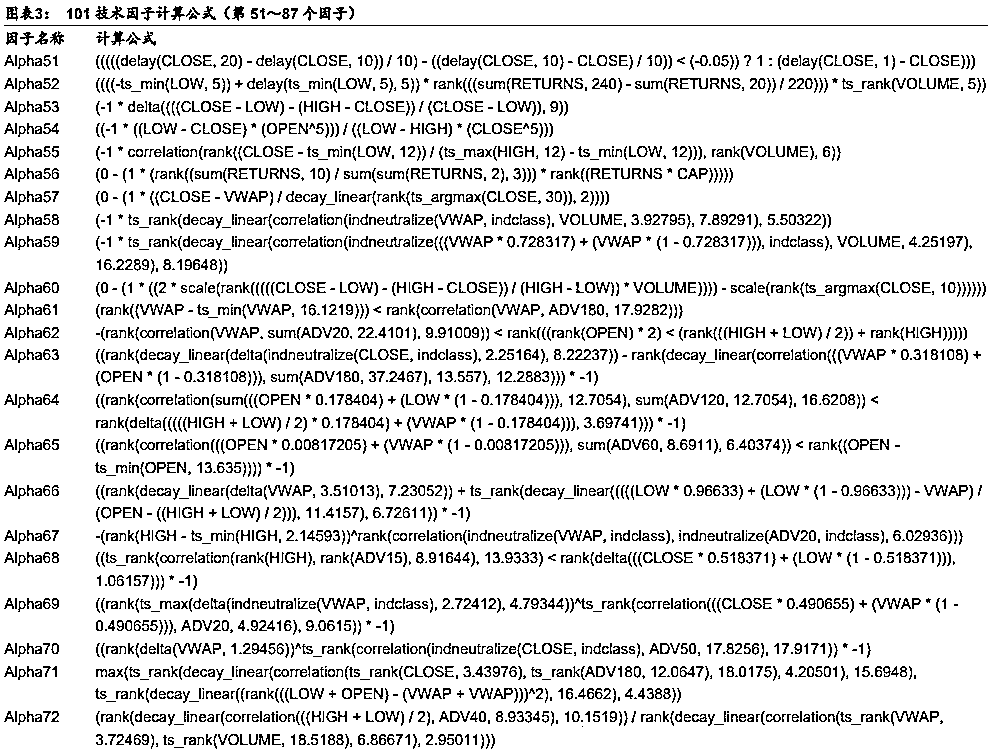 图表3： 101 技术因子计算公式（第 51～87 个因子）
因子名称 计算公式
Alpha51 (((((delay(CLOSE, 20) - delay(CLOSE, 10)) / 10) - ((delay(CLOSE, 10) - CLOSE) / 10)) < (-0.05)) ? 1 : (delay(CLOSE, 1) - CLOSE)))
Alpha52 ((((-ts_min(LOW, 5)) + delay(ts_min(LOW, 5), 5)) * rank(((sum(RETURNS, 240) - sum(RETURNS, 20)) / 220))) * ts_rank(VOLUME, 5))
Alpha53 (-1 * delta((((CLOSE - LOW) - (HIGH - CLOSE)) / (CLOSE - LOW)), 9))
Alpha54 ((-1 * ((LOW - CLOSE) * (OPEN^5))) / ((LOW - HIGH) * (CLOSE^5)))
Alpha55 (-1 * correlation(rank((CLOSE - ts_min(LOW, 12)) / (ts_max(HIGH, 12) - ts_min(LOW, 12))), rank(VOLUME), 6))
Alpha56 (0 - (1 * (rank((sum(RETURNS, 10) / sum(sum(RETURNS, 2), 3))) * rank((RETURNS * CAP)))))
Alpha57 (0 - (1 * ((CLOSE - VWAP) / decay_linear(rank(ts_argmax(CLOSE, 30)), 2))))
Alpha58 (-1 * ts_rank(decay_linear(correlation(indneutralize(VWAP, indclass), VOLUME, 3.92795), 7.89291), 5.50322))
Alpha59 (-1 * ts_rank(decay_linear(correlation(indneutralize(((VWAP * 0.728317) + (VWAP * (1 - 0.728317))), indclass), VOLUME, 4.25197),
16.2289), 8.19648))
Alpha60 (0 - (1 * ((2 * scale(rank(((((CLOSE - LOW) - (HIGH - CLOSE)) / (HIGH - LOW)) * VOLUME)))) - scale(rank(ts_argmax(CLOSE, 10))))))
Alpha61 (rank((VWAP - ts_min(VWAP, 16.1219))) < rank(correlation(VWAP, ADV180, 17.9282)))
Alpha62 -(rank(correlation(VWAP, sum(ADV20, 22.4101), 9.91009)) < rank(((rank(OPEN) * 2) < (rank(((HIGH + LOW) / 2)) + rank(HIGH)))))
Alpha63 ((rank(decay_linear(delta(indneutralize(CLOSE, indclass), 2.25164), 8.22237)) - rank(decay_linear(correlation(((VWAP * 0.318108) +
(OPEN * (1 - 0.318108))), sum(ADV180, 37.2467), 13.557), 12.2883))) * -1)
Alpha64 ((rank(correlation(sum(((OPEN * 0.178404) + (LOW * (1 - 0.178404))), 12.7054), sum(ADV120, 12.7054), 16.6208)) <
rank(delta(((((HIGH + LOW) / 2) * 0.178404) + (VWAP * (1 - 0.178404))), 3.69741))) * -1)
Alpha65 ((rank(correlation(((OPEN * 0.00817205) + (VWAP * (1 - 0.00817205))), sum(ADV60, 8.6911), 6.40374)) < rank((OPEN -
ts_min(OPEN, 13.635)))) * -1)
Alpha66 ((rank(decay_linear(delta(VWAP, 3.51013), 7.23052)) + ts_rank(decay_linear(((((LOW * 0.96633) + (LOW * (1 - 0.96633))) - VWAP) /
(OPEN - ((HIGH + LOW) / 2))), 11.4157), 6.72611)) * -1)
Alpha67 -(rank(HIGH - ts_min(HIGH, 2.14593))^rank(correlation(indneutralize(VWAP, indclass), indneutralize(ADV20, indclass), 6.02936)))
Alpha68 ((ts_rank(correlation(rank(HIGH), rank(ADV15), 8.91644), 13.9333) < rank(delta(((CLOSE * 0.518371) + (LOW * (1 - 0.518371))),
1.06157))) * -1)
Alpha69 ((rank(ts_max(delta(indneutralize(VWAP, indclass), 2.72412), 4.79344))^ts_rank(correlation(((CLOSE * 0.490655) + (VWAP * (1 -
0.490655))), ADV20, 4.92416), 9.0615)) * -1)
Alpha70 ((rank(delta(VWAP, 1.29456))^ts_rank(correlation(indneutralize(CLOSE, indclass), ADV50, 17.8256), 17.9171)) * -1)
Alpha71 max(ts_rank(decay_linear(correlation(ts_rank(CLOSE, 3.43976), ts_rank(ADV180, 12.0647), 18.0175), 4.20501), 15.6948),
ts_rank(decay_linear((rank(((LOW + OPEN) - (VWAP + VWAP)))^2), 16.4662), 4.4388))
Alpha72 (rank(decay_linear(correlation(((HIGH + LOW) / 2), ADV40, 8.93345), 10.1519)) / rank(decay_linear(correlation(ts_rank(VWAP,
3.72469), ts_rank(VOLUME, 18.5188), 6.86671), 2.95011)))